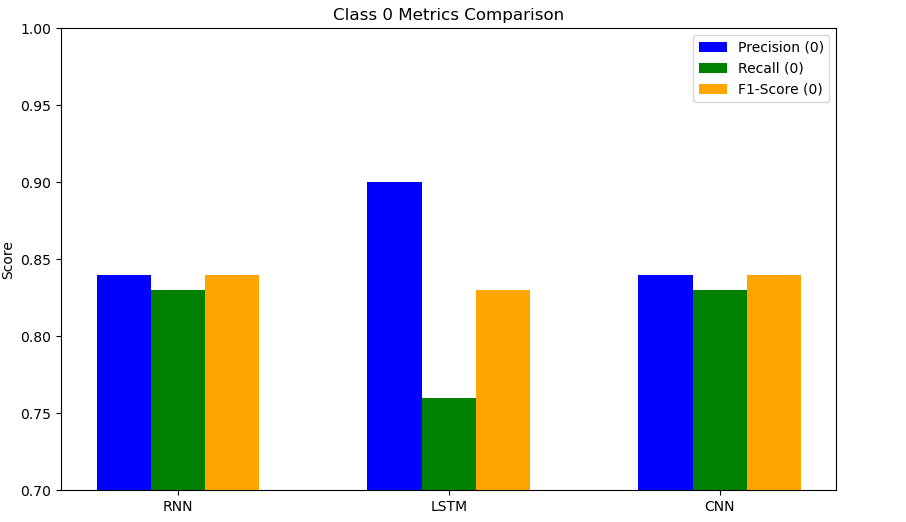 Class 0 Metrics Comparison
1.00
0.95
0.90
0.85
0.80
0.75
0.70
Score
Precision (0)
Recall (0)
F1-Score (0)
RNN
LSTM
CNN